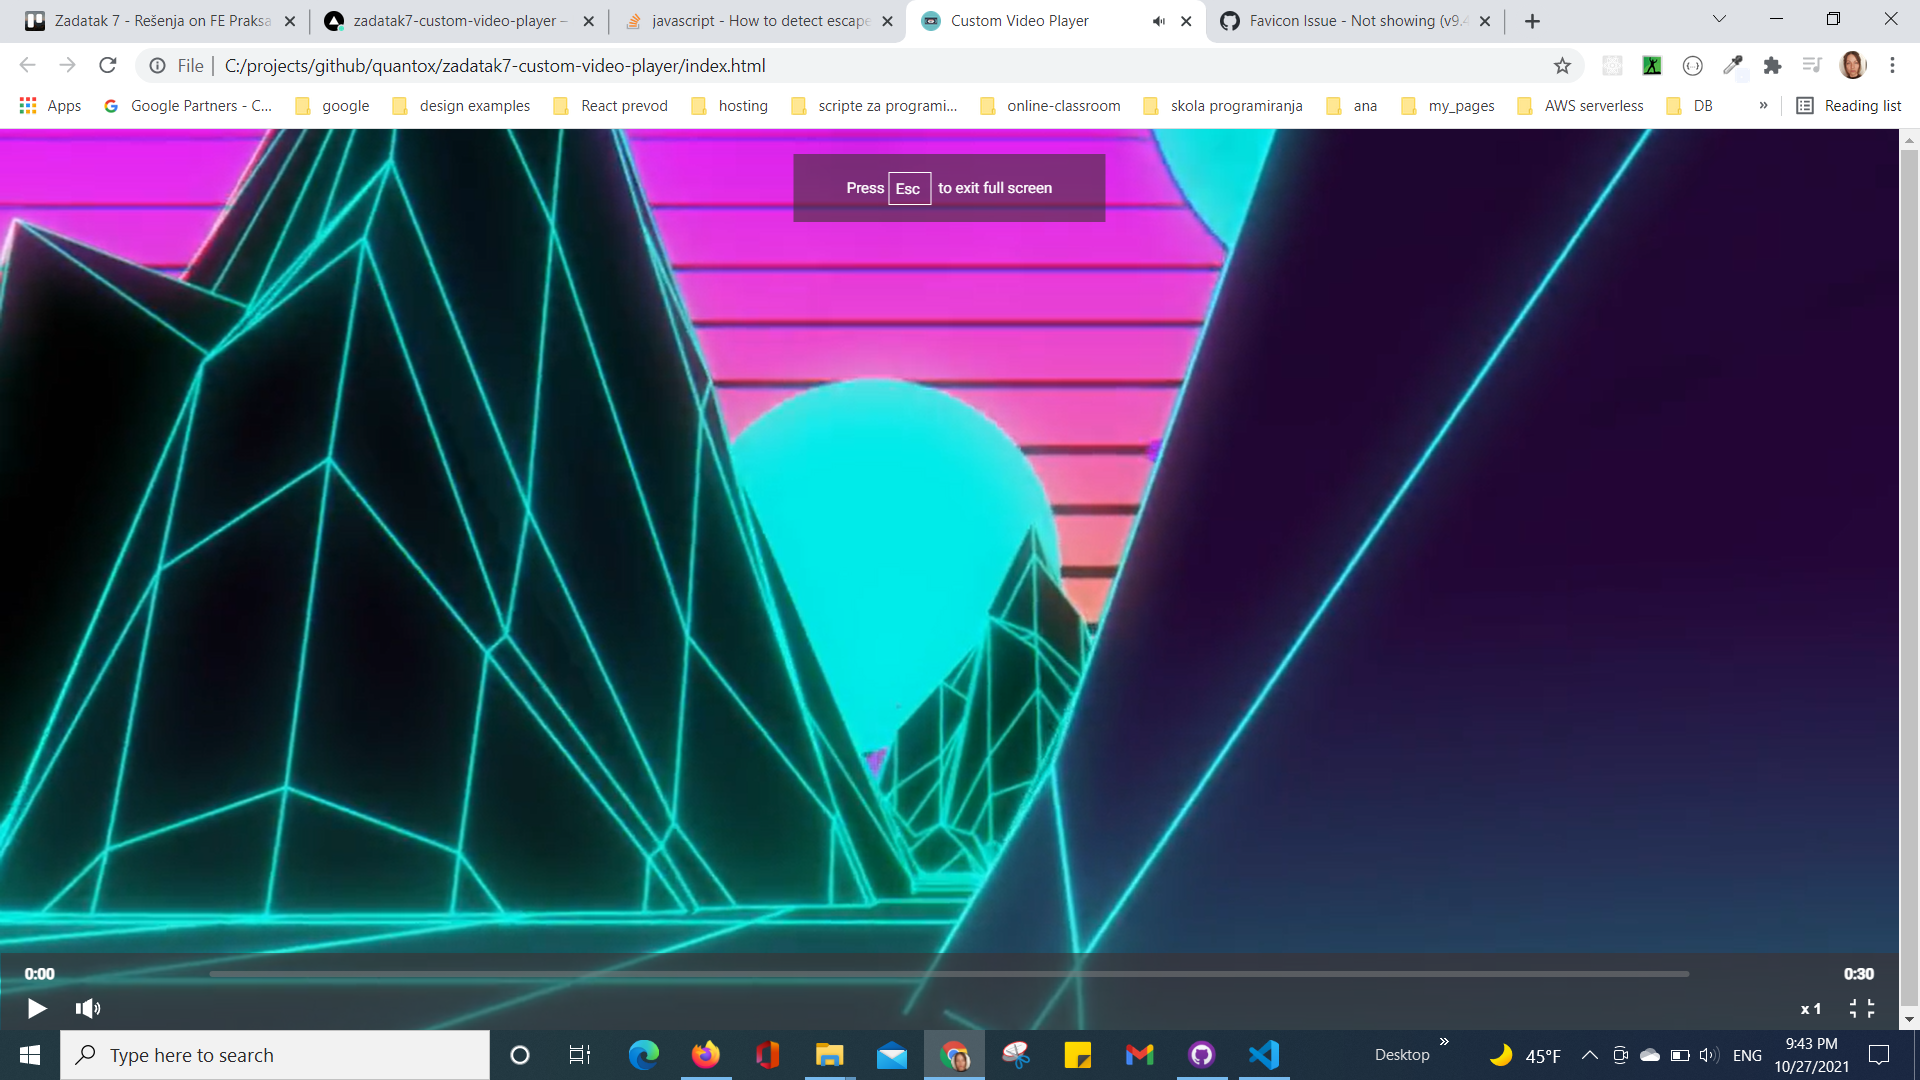 Zadatak 7 - Rešenja on FE Praksa
zadatak7-custom-video-player –
javascript - How to detect escape
Custom Video Player
Favicon Issue - Not showing (v9.4
File
C:/projects/github/quantox/zadatak7-custom-video-player/index.html
Apps
Google Partners - C...
google
design examples
React prevod
hosting
scripte za programi...
online-classroom
skola programiranja
ana
my_pages
AWS serverless
DB
»
Reading list
Press Esc to exit full screen
0:00
0:30
x 1
Type here to search
Desktop
»
45°F
ENG
9:43 PM
10/27/2021